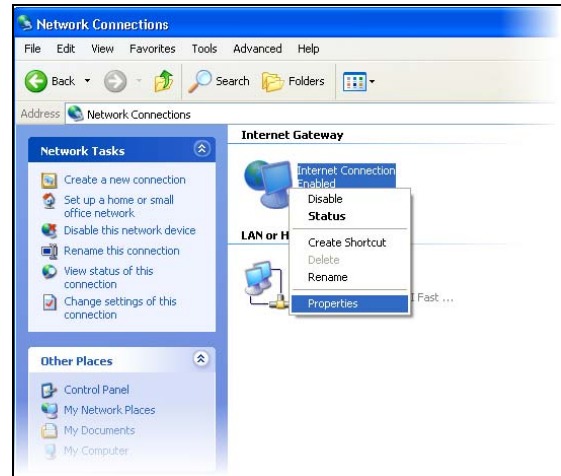 Network Connections
File Edit View Favorites Tools Advanced Help
Back Search Folders
Address Network Connections
Network Tasks
Create a new connection
Set up a home or small
office network
Disable this network device
Rename this connection
View status of this
connection
Change settings of this
connection
Other Places
Control Panel
My Network Places
My Documents
My Computer
Internet Gateway
Internet Connection
Enabled
Disable
Status
Create Shortcut
Delete
Rename
Properties
LAN or H
I Fast ...